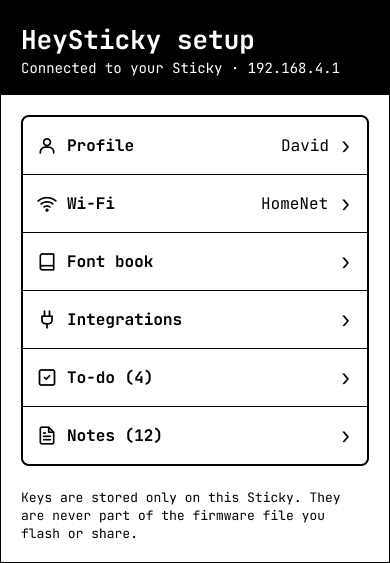 HeySticky setup
Connected to your Sticky · 192.168.4.1
Profile David
Wi-Fi HomeNet
Font book
Integrations
To-do (4)
Notes (12)
Keys are stored only on this Sticky. They
are never part of the firmware file you
flash or share.